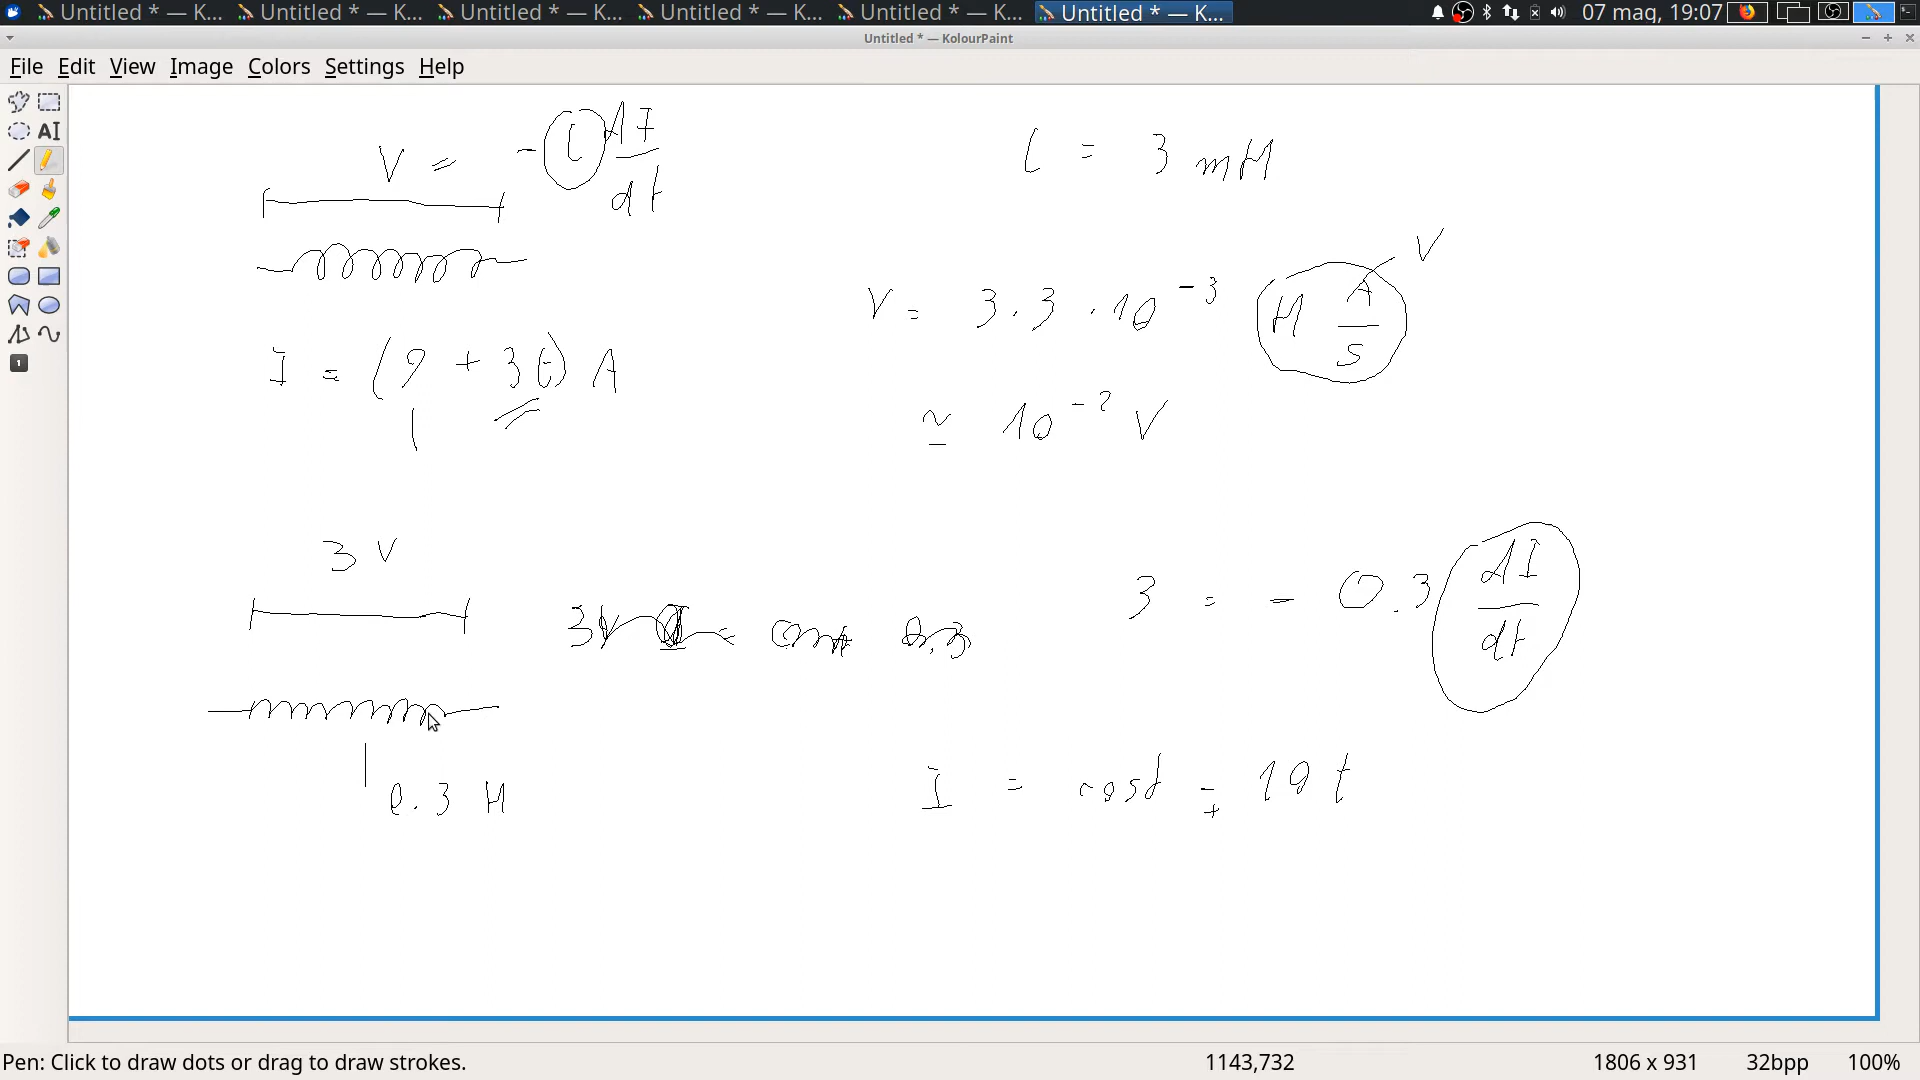 Untitled * — K... Untitled * — K... Untitled * — K... Untitled * — K... Untitled * — K... Untitled * — K... 07 mag, 19:07
Untitled * — KolourPaint
File Edit View Image Colors Settings Help
V = - L dI/dt
L = 3 mH
I = (9 + 3t) A
V = 3 . 3 . 10^-3 H A/s V
≃ 10^-2 V
3 V
3 = - 0.3 dI/dt
0.3 H
I = cost ∓ 10 t
Pen: Click to draw dots or drag to draw strokes. 1143,732 1806 x 931 32bpp 100%